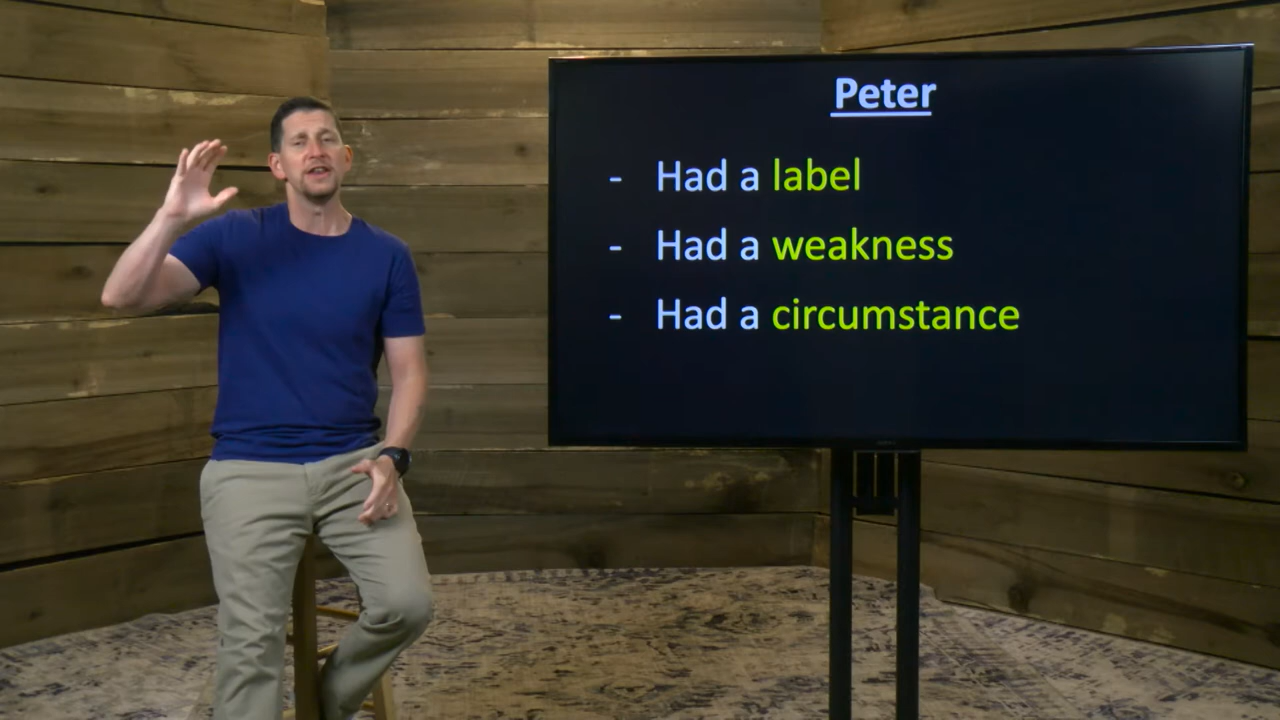 Peter
- Had a label
- Had a weakness
- Had a circumstance